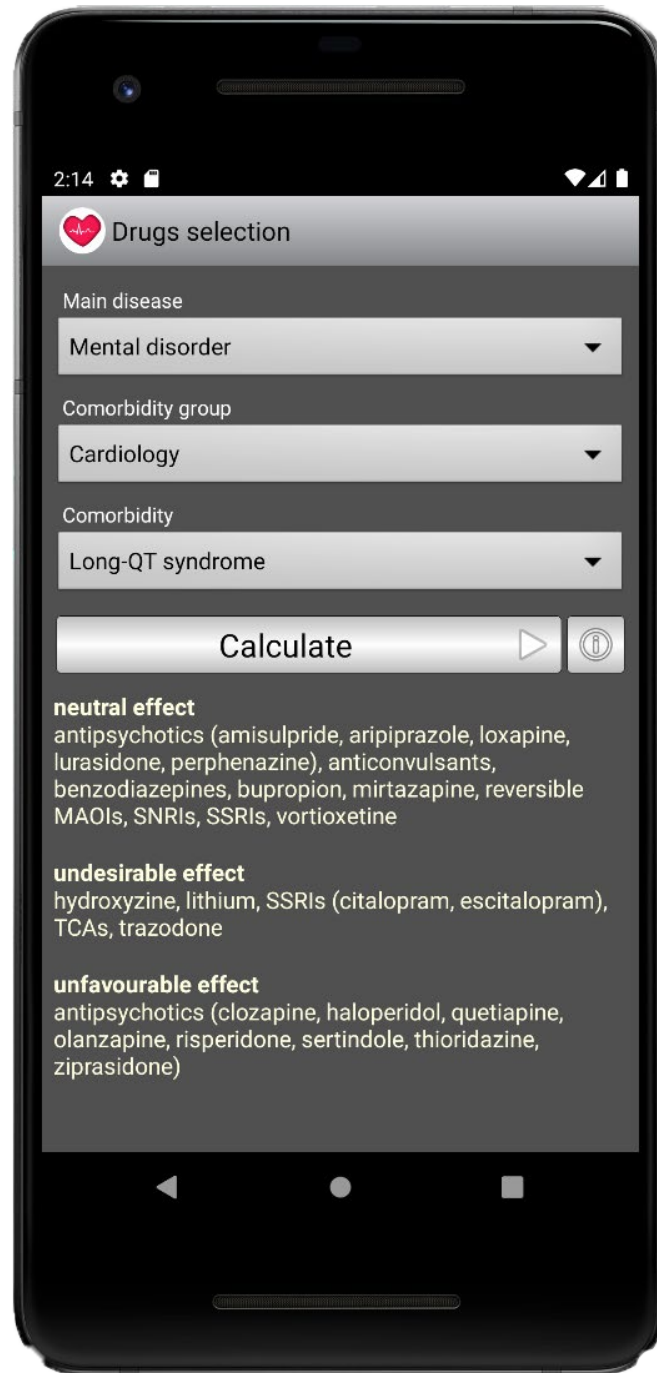 2:14
Drugs selection
Main disease
Mental disorder
Comorbidity group
Cardiology
Comorbidity
Long-QT syndrome
Calculate
neutral effect
antipsychotics (amisulpride, aripiprazole, loxapine,
lurasidone, perphenazine), anticonvulsants,
benzodiazepines, bupropion, mirtazapine, reversible
MAOIs, SNRIs, SSRIs, vortioxetine
undesirable effect
hydroxyzine, lithium, SSRIs (citalopram, escitalopram),
TCAs, trazodone
unfavourable effect
antipsychotics (clozapine, haloperidol, quetiapine,
olanzapine, risperidone, sertindole, thioridazine,
ziprasidone)